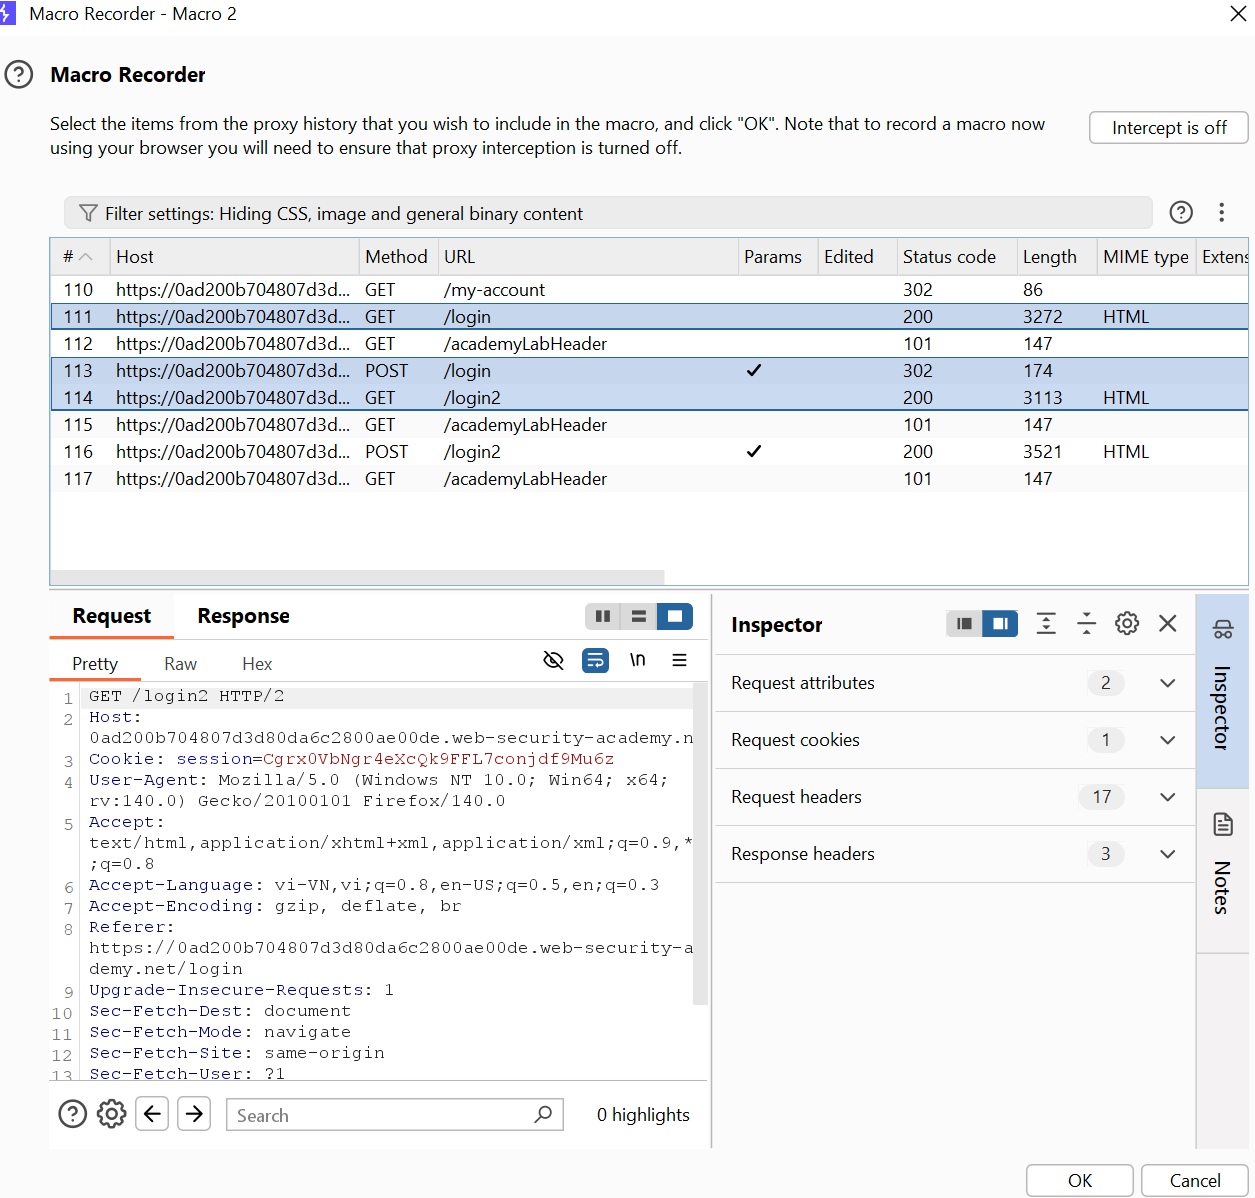 Macro Recorder - Macro 2
Macro Recorder
Select the items from the proxy history that you wish to include in the macro, and click "OK". Note that to record a macro now
using your browser you will need to ensure that proxy interception is turned off.
Intercept is off
Filter settings: Hiding CSS, image and general binary content
# Host Method URL Params Edited Status code Length MIME type Extens
110 https://0ad200b704807d3d... GET /my-account 302 86
111 https://0ad200b704807d3d... GET /login 200 3272 HTML
112 https://0ad200b704807d3d... GET /academyLabHeader 101 147
113 https://0ad200b704807d3d... POST /login ✓ 302 174
114 https://0ad200b704807d3d... GET /login2 200 3113 HTML
115 https://0ad200b704807d3d... GET /academyLabHeader 101 147
116 https://0ad200b704807d3d... POST /login2 ✓ 200 3521 HTML
117 https://0ad200b704807d3d... GET /academyLabHeader 101 147
Request Response
Pretty Raw Hex \n
1 GET /login2 HTTP/2
2 Host:
0ad200b704807d3d80da6c2800ae00de.web-security-academy.n
3 Cookie: session=Cgrx0VbNgr4eXcQk9FFL7conjdf9Mu6z
4 User-Agent: Mozilla/5.0 (Windows NT 10.0; Win64; x64;
rv:140.0) Gecko/20100101 Firefox/140.0
5 Accept:
text/html,application/xhtml+xml,application/xml;q=0.9,*
;q=0.8
6 Accept-Language: vi-VN,vi;q=0.8,en-US;q=0.5,en;q=0.3
7 Accept-Encoding: gzip, deflate, br
8 Referer:
https://0ad200b704807d3d80da6c2800ae00de.web-security-a
demy.net/login
9 Upgrade-Insecure-Requests: 1
10 Sec-Fetch-Dest: document
11 Sec-Fetch-Mode: navigate
12 Sec-Fetch-Site: same-origin
13 Sec-Fetch-User: ?1
Search
0 highlights
Inspector
Request attributes 2
Request cookies 1
Request headers 17
Response headers 3
Inspector
Notes
OK
Cancel